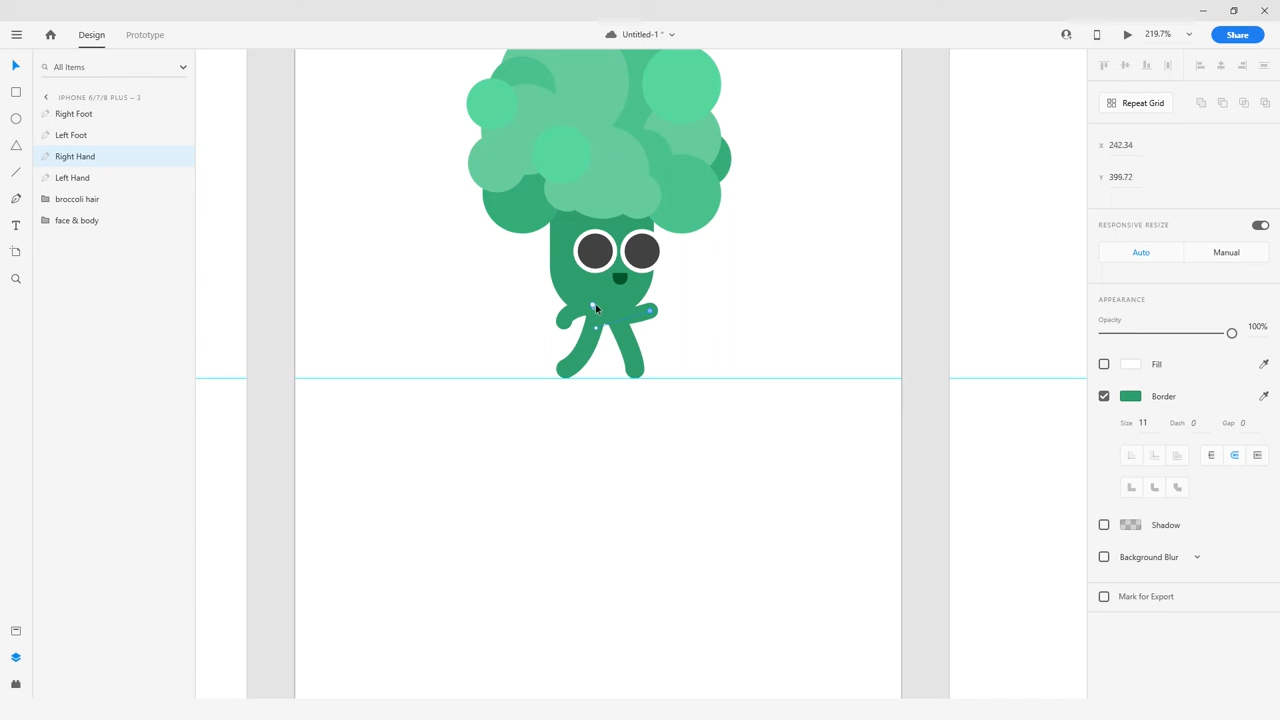 Design Prototype Untitled-1 * 219.7% Share
All Items
IPHONE 6/7/8 PLUS – 3
Right Foot
Left Foot
Right Hand
Left Hand
broccoli hair
face & body
Repeat Grid
X 242.34
Y 399.72
RESPONSIVE RESIZE
Auto Manual
APPEARANCE
Opacity
100%
Fill
Border
Size 11 Dash 0 Gap 0
Shadow
Background Blur
Mark for Export